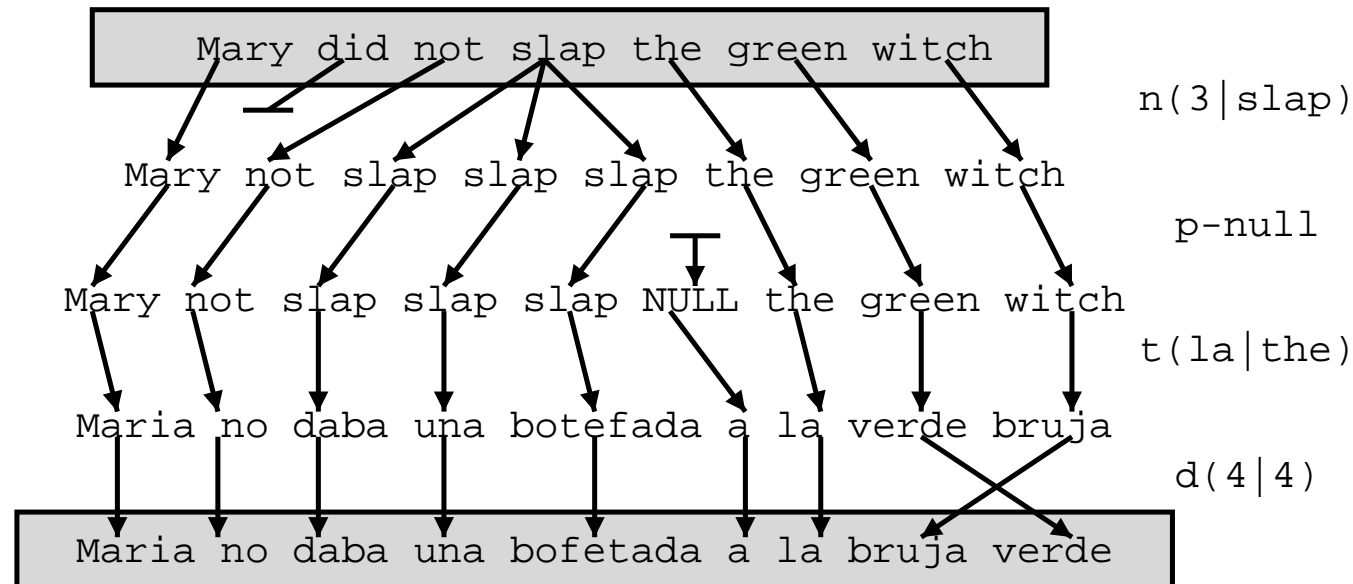 Mary did not slap the green witch
n(3|slap)
Mary not slap slap slap the green witch
p-null
Mary not slap slap slap NULL the green witch
t(la|the)
Maria no daba una botefada a la verde bruja
d(4|4)
Maria no daba una bofetada a la bruja verde